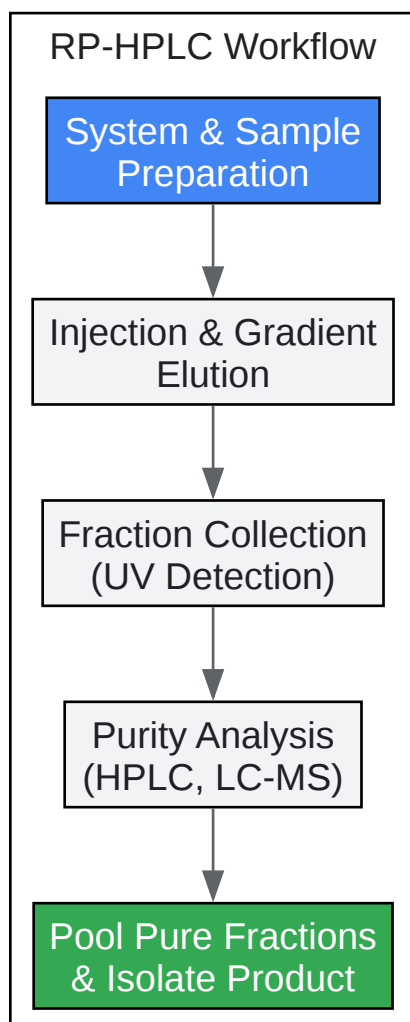 RP-HPLC Workflow
System & Sample
Preparation
Injection & Gradient
Elution
Fraction Collection
(UV Detection)
Purity Analysis
(HPLC, LC-MS)
Pool Pure Fractions
& Isolate Product